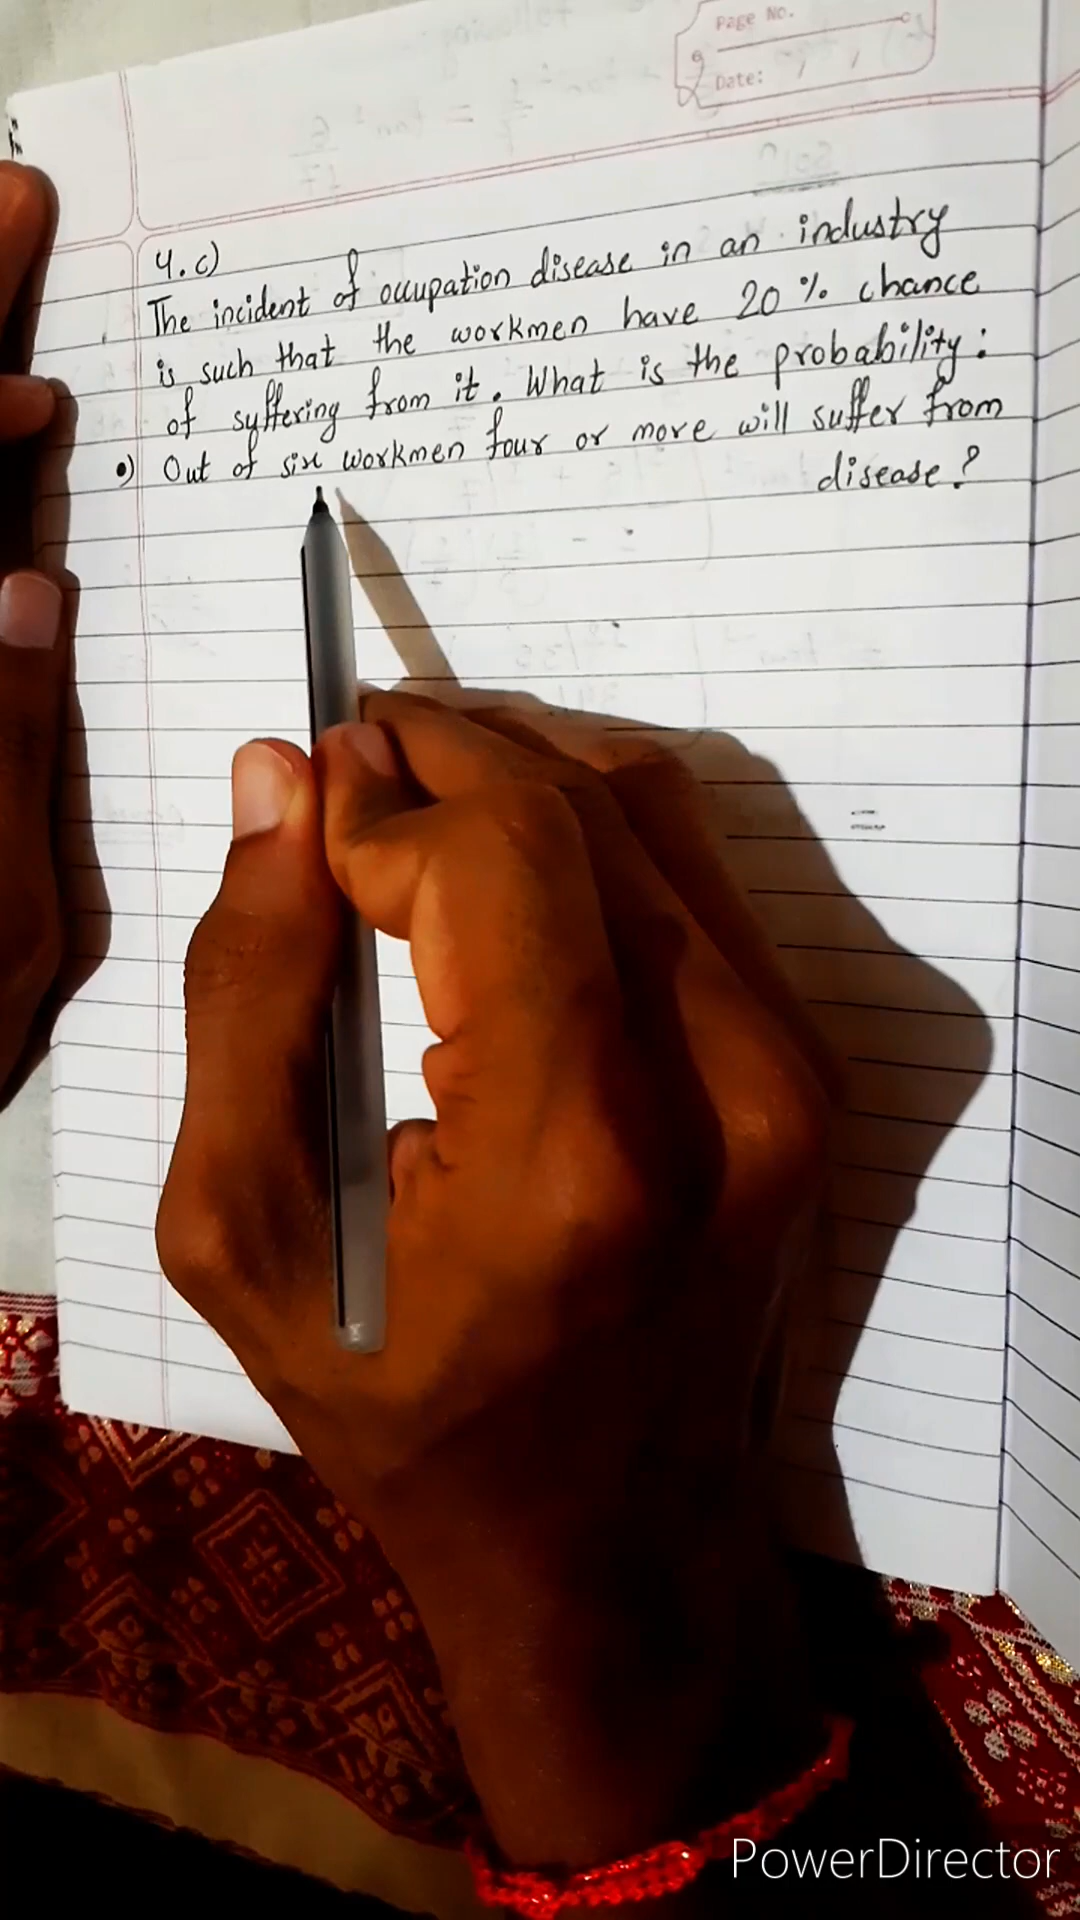 Page No.
Date: / /
4. c)
The incident of occupation disease in an industry
is such that the workmen have 20 % chance
of suffering from it. What is the probability:
•) Out of six workmen four or more will suffer from
disease?
PowerDirector